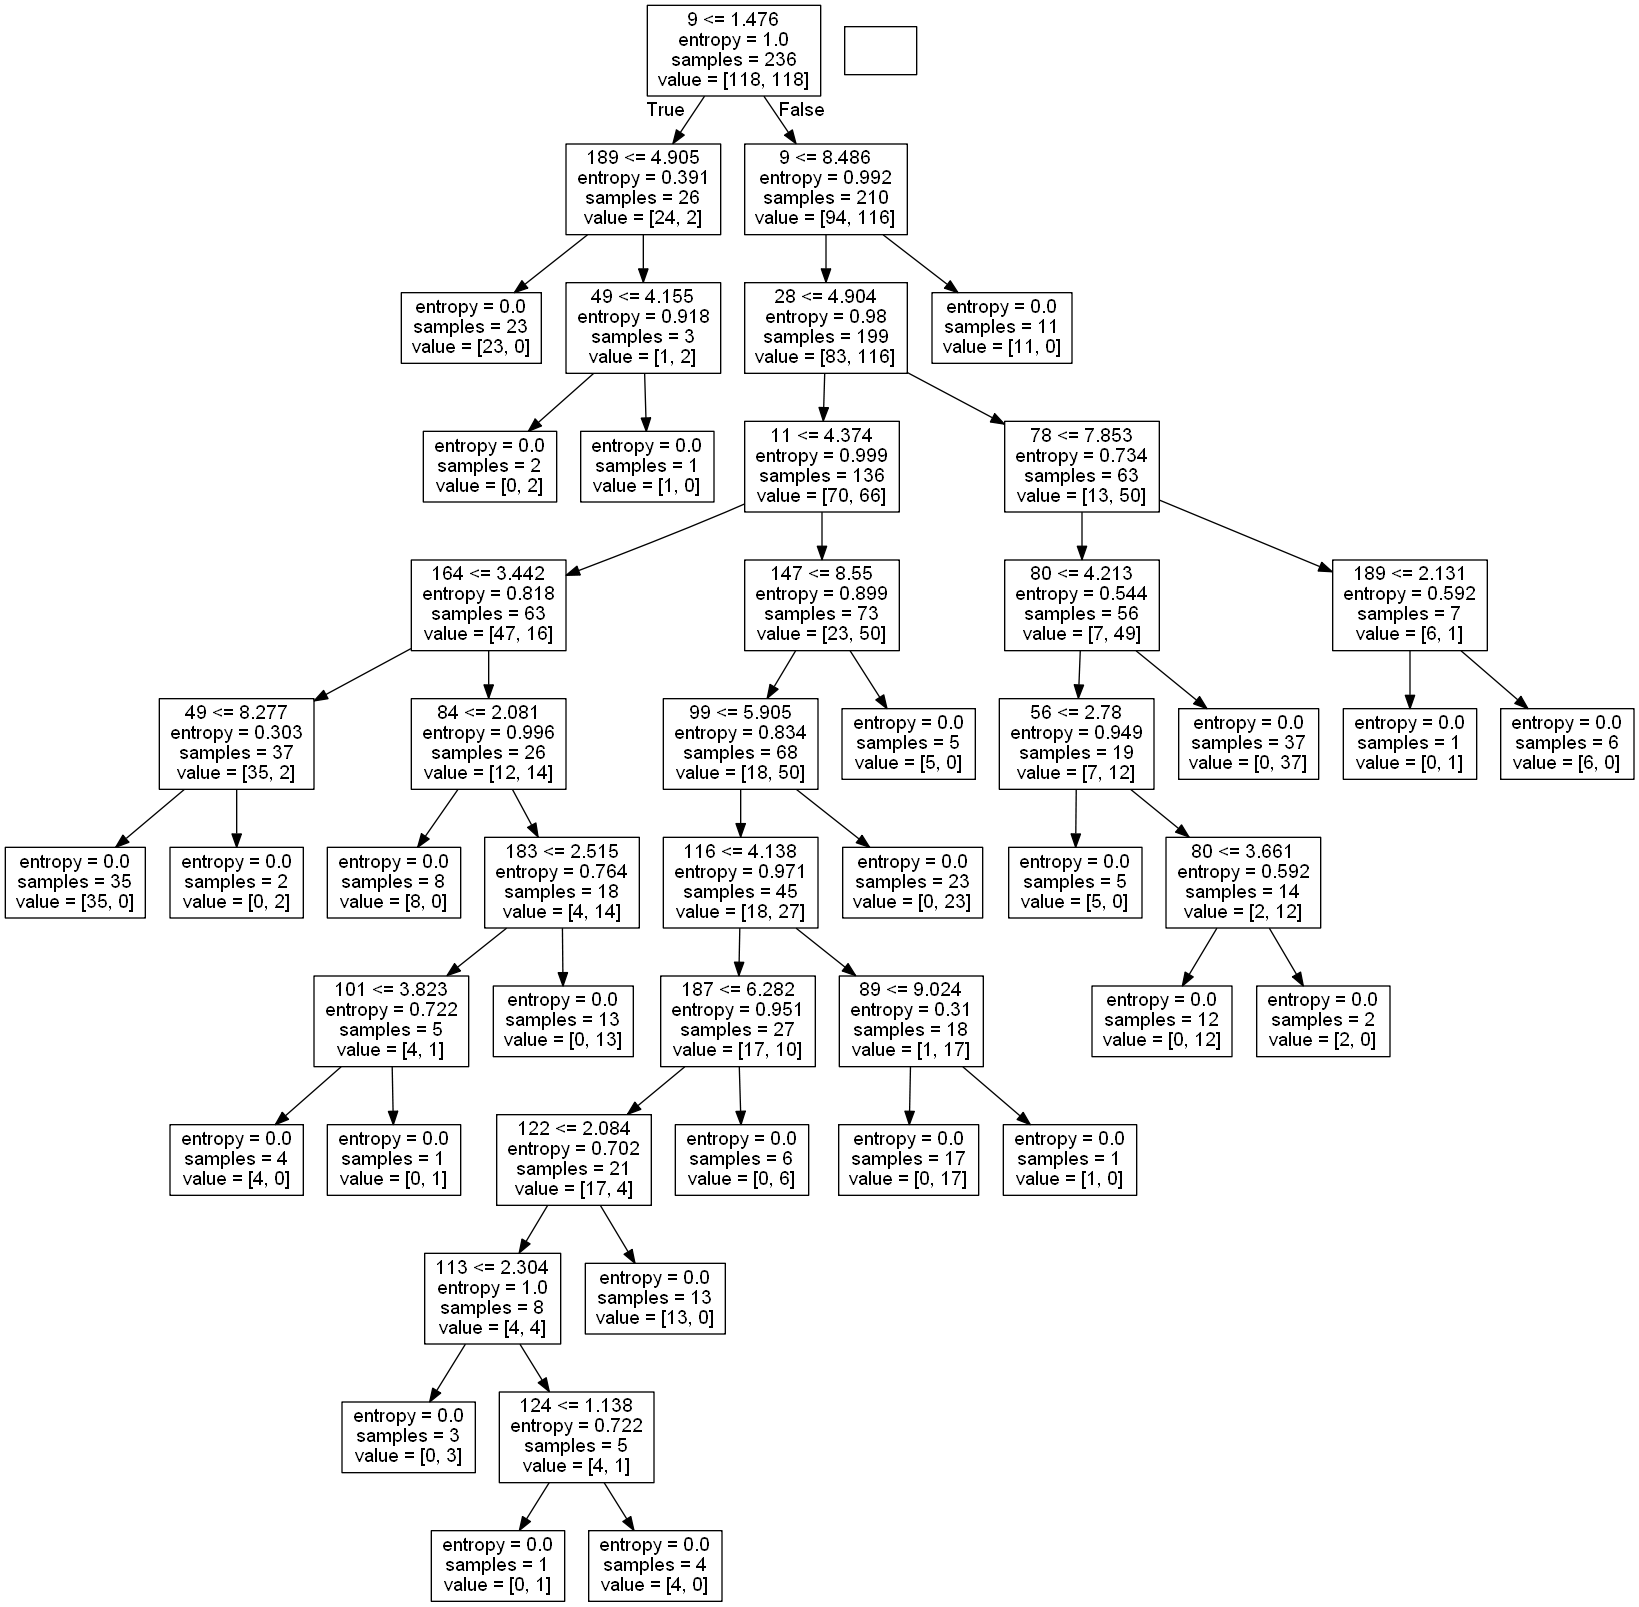 9 <= 1.476
entropy = 1.0
samples = 236
value = [118, 118]
True
False
189 <= 4.905
entropy = 0.391
samples = 26
value = [24, 2]
9 <= 8.486
entropy = 0.992
samples = 210
value = [94, 116]
entropy = 0.0
samples = 23
value = [23, 0]
49 <= 4.155
entropy = 0.918
samples = 3
value = [1, 2]
28 <= 4.904
entropy = 0.98
samples = 199
value = [83, 116]
entropy = 0.0
samples = 11
value = [11, 0]
entropy = 0.0
samples = 2
value = [0, 2]
entropy = 0.0
samples = 1
value = [1, 0]
11 <= 4.374
entropy = 0.999
samples = 136
value = [70, 66]
78 <= 7.853
entropy = 0.734
samples = 63
value = [13, 50]
164 <= 3.442
entropy = 0.818
samples = 63
value = [47, 16]
147 <= 8.55
entropy = 0.899
samples = 73
value = [23, 50]
80 <= 4.213
entropy = 0.544
samples = 56
value = [7, 49]
189 <= 2.131
entropy = 0.592
samples = 7
value = [6, 1]
49 <= 8.277
entropy = 0.303
samples = 37
value = [35, 2]
84 <= 2.081
entropy = 0.996
samples = 26
value = [12, 14]
99 <= 5.905
entropy = 0.834
samples = 68
value = [18, 50]
entropy = 0.0
samples = 5
value = [5, 0]
56 <= 2.78
entropy = 0.949
samples = 19
value = [7, 12]
entropy = 0.0
samples = 37
value = [0, 37]
entropy = 0.0
samples = 1
value = [0, 1]
entropy = 0.0
samples = 6
value = [6, 0]
entropy = 0.0
samples = 35
value = [35, 0]
entropy = 0.0
samples = 2
value = [0, 2]
entropy = 0.0
samples = 8
value = [8, 0]
183 <= 2.515
entropy = 0.764
samples = 18
value = [4, 14]
116 <= 4.138
entropy = 0.971
samples = 45
value = [18, 27]
entropy = 0.0
samples = 23
value = [0, 23]
entropy = 0.0
samples = 5
value = [5, 0]
80 <= 3.661
entropy = 0.592
samples = 14
value = [2, 12]
101 <= 3.823
entropy = 0.722
samples = 5
value = [4, 1]
entropy = 0.0
samples = 13
value = [0, 13]
187 <= 6.282
entropy = 0.951
samples = 27
value = [17, 10]
89 <= 9.024
entropy = 0.31
samples = 18
value = [1, 17]
entropy = 0.0
samples = 12
value = [0, 12]
entropy = 0.0
samples = 2
value = [2, 0]
entropy = 0.0
samples = 4
value = [4, 0]
entropy = 0.0
samples = 1
value = [0, 1]
122 <= 2.084
entropy = 0.702
samples = 21
value = [17, 4]
entropy = 0.0
samples = 6
value = [0, 6]
entropy = 0.0
samples = 17
value = [0, 17]
entropy = 0.0
samples = 1
value = [1, 0]
113 <= 2.304
entropy = 1.0
samples = 8
value = [4, 4]
entropy = 0.0
samples = 13
value = [13, 0]
entropy = 0.0
samples = 3
value = [0, 3]
124 <= 1.138
entropy = 0.722
samples = 5
value = [4, 1]
entropy = 0.0
samples = 1
value = [0, 1]
entropy = 0.0
samples = 4
value = [4, 0]